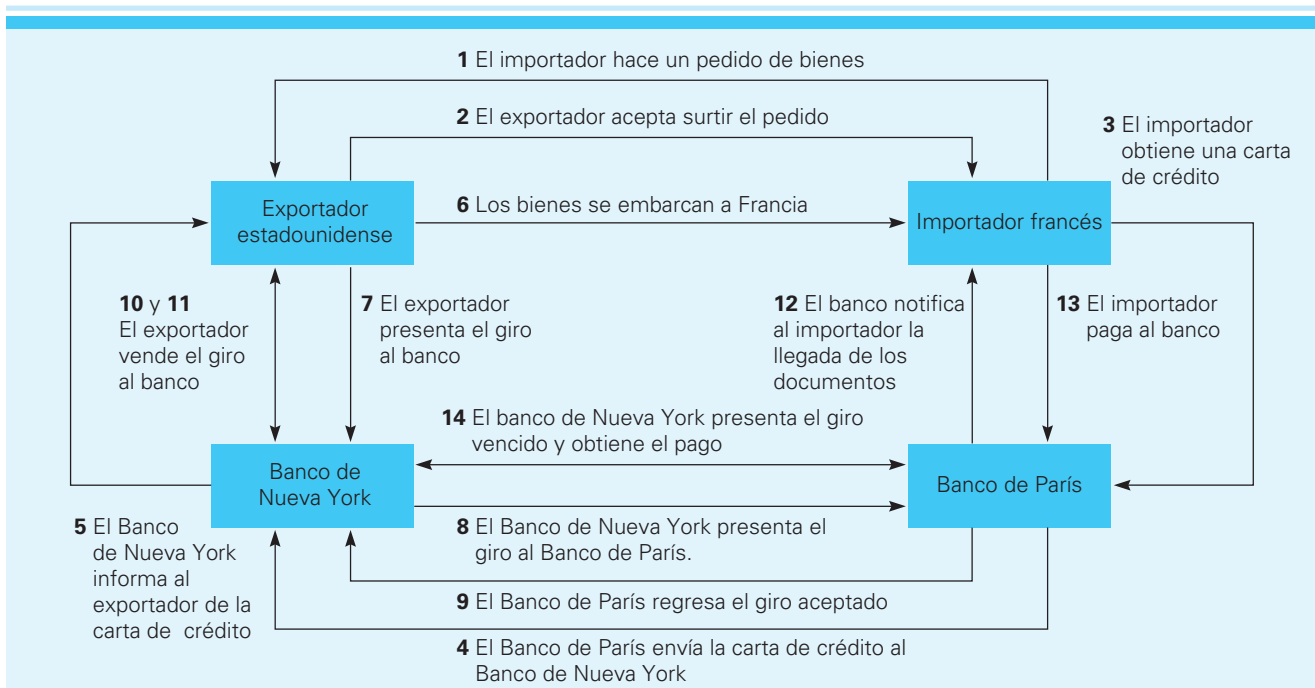 1 El importador hace un pedido de bienes
2 El exportador acepta surtir el pedido
3 El importador
obtiene una carta
de crédito
Exportador
estadounidense
6 Los bienes se embarcan a Francia
Importador francés
10 y 11
El exportador
vende el giro
al banco
7 El exportador
presenta el giro
al banco
12 El banco notifica
al importador la
llegada de los
documentos
13 El importador
paga al banco
14 El banco de Nueva York presenta el giro
vencido y obtiene el pago
Banco de
Nueva York
Banco de París
5 El Banco
de Nueva York
informa al
exportador de la
carta de crédito
8 El Banco de Nueva York presenta el
giro al Banco de París.
9 El Banco de París regresa el giro aceptado
4 El Banco de París envía la carta de crédito al
Banco de Nueva York